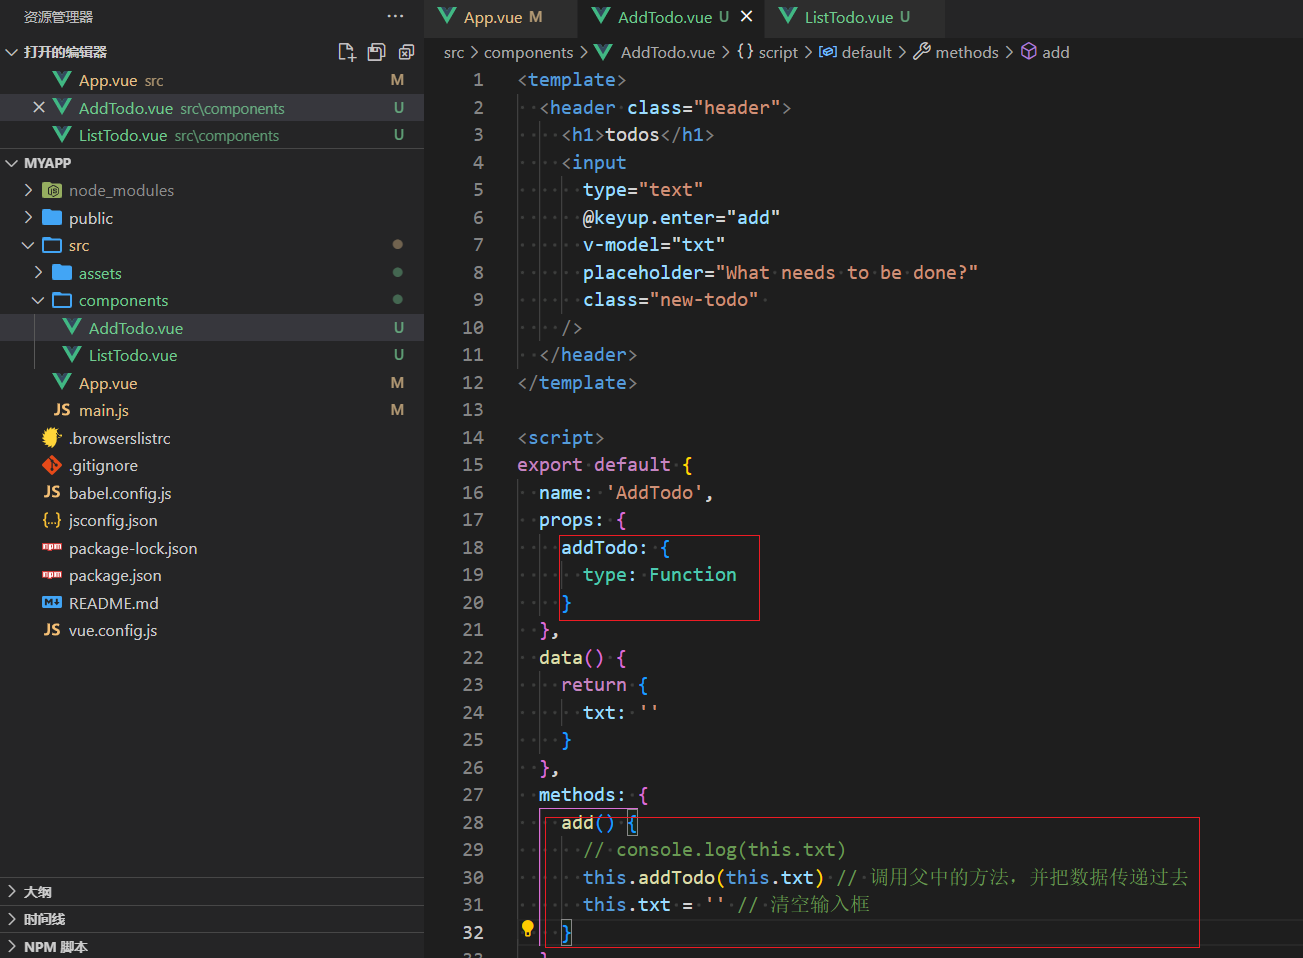 资源管理器
打开的编辑器
App.vue src M
AddTodo.vue src\components U
ListTodo.vue src\components U
MYAPP
node_modules
public
src
assets
components
AddTodo.vue U
ListTodo.vue U
App.vue M
JS main.js M
.browserslistrc
.gitignore
JS babel.config.js
{..} jsconfig.json
npm package-lock.json
npm package.json
M↓ README.md
JS vue.config.js
大纲
时间线
NPM 脚本
App.vue M AddTodo.vue U ListTodo.vue U
src > components > AddTodo.vue > {} script > default > methods > add
1 <template>
2 <header class="header">
3 <h1>todos</h1>
4 <input
5 type="text"
6 @keyup.enter="add"
7 v-model="txt"
8 placeholder="What needs to be done?"
9 class="new-todo"
10 />
11 </header>
12 </template>
13
14 <script>
15 export default {
16 name: 'AddTodo',
17 props: {
18 addTodo: {
19 type: Function
20 }
21 },
22 data() {
23 return {
24 txt: ''
25 }
26 },
27 methods: {
28 add() {
29 // console.log(this.txt)
30 this.addTodo(this.txt) // 调用父中的方法，并把数据传递过去
31 this.txt = '' // 清空输入框
32 }